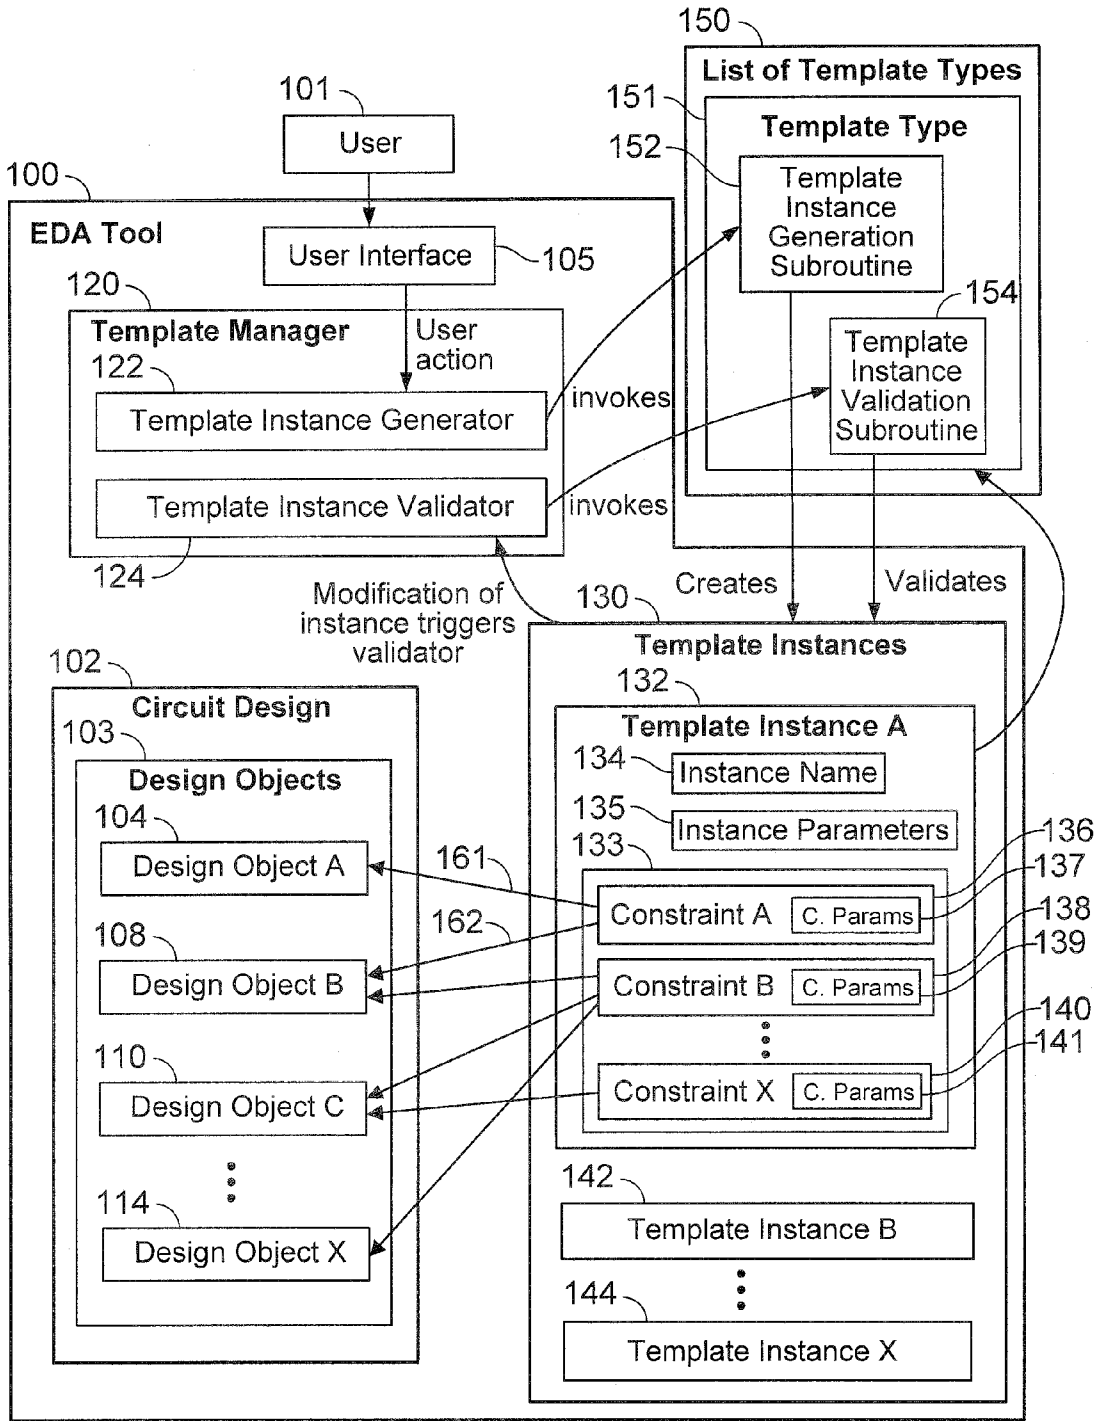 150
List of Template Types
151
Template Type
152
Template
Instance
Generation
Subroutine
154
Template
Instance
Validation
Subroutine
101
User
100
EDA Tool
User Interface
105
120
Template Manager
User
action
122
Template Instance Generator
invokes
Template Instance Validator
invokes
124
Modification of
instance triggers
validator
Creates
Validates
130
Template Instances
132
Template Instance A
134
Instance Name
135
Instance Parameters
133
136
137
Constraint A
C. Params
138
139
Constraint B
C. Params
140
141
Constraint X
C. Params
142
Template Instance B
144
Template Instance X
102
Circuit Design
103
Design Objects
104
Design Object A
161
162
108
Design Object B
110
Design Object C
114
Design Object X